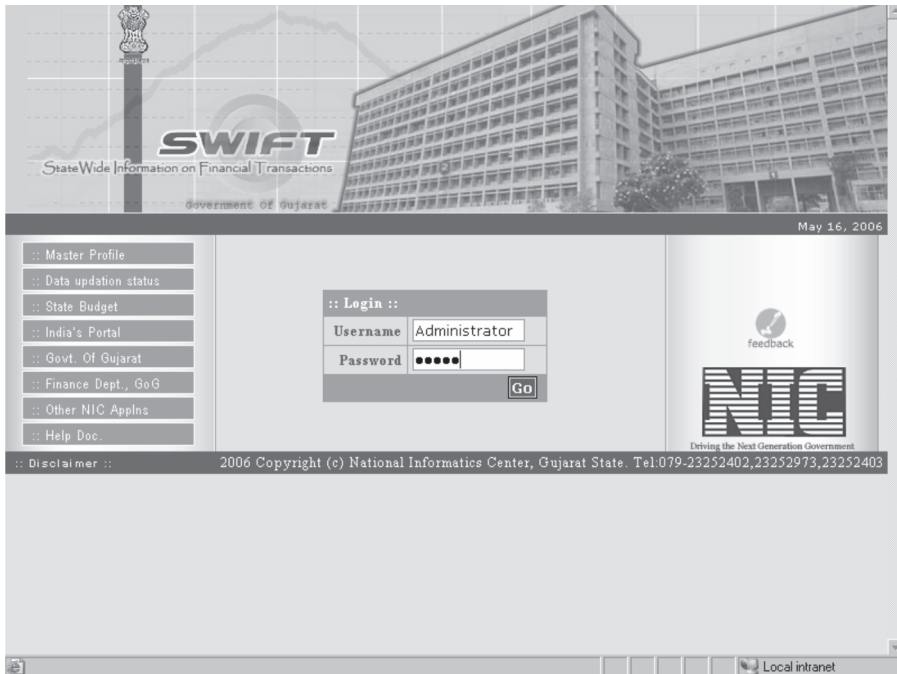 SWIFT
StateWide Information on Financial Transactions
Government Of Gujarat
May 16, 2006
:: Master Profile
:: Data updation status
:: State Budget
:: India's Portal
:: Govt. Of Gujarat
:: Finance Dept., GoG
:: Other NIC Applns
:: Help Doc.
:: Login ::
Username Administrator
Password •••••
Go
feedback
NIC
Driving the Next Generation Government
:: Disclaimer ::
2006 Copyright (c) National Informatics Center, Gujarat State. Tel:079-23252402,23252973,23252403
Local intranet